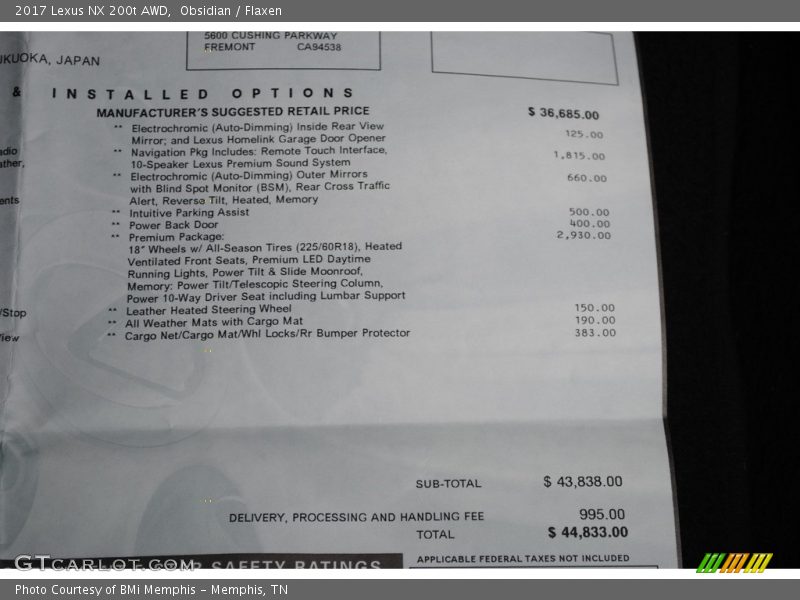 2017 Lexus NX 200t AWD, Obsidian / Flaxen
5600 CUSHING PARKWAY
FREMONT CA94538
UKUOKA, JAPAN
& INSTALLED OPTIONS
MANUFACTURER'S SUGGESTED RETAIL PRICE $ 36,685.00
** Electrochromic (Auto-Dimming) Inside Rear View 125.00
Mirror; and Lexus Homelink Garage Door Opener
** Navigation Pkg Includes: Remote Touch Interface, 1,815.00
10-Speaker Lexus Premium Sound System
** Electrochromic (Auto-Dimming) Outer Mirrors 660.00
with Blind Spot Monitor (BSM), Rear Cross Traffic
Alert, Reverse Tilt, Heated, Memory
** Intuitive Parking Assist 500.00
** Power Back Door 400.00
** Premium Package: 2,930.00
18" Wheels w/ All-Season Tires (225/60R18), Heated
Ventilated Front Seats, Premium LED Daytime
Running Lights, Power Tilt & Slide Moonroof,
Memory: Power Tilt/Telescopic Steering Column,
Power 10-Way Driver Seat including Lumbar Support
** Leather Heated Steering Wheel 150.00
** All Weather Mats with Cargo Mat 190.00
** Cargo Net/Cargo Mat/Whl Locks/Rr Bumper Protector 383.00
adio
ather,
ents
/Stop
View
SUB-TOTAL $ 43,838.00
DELIVERY, PROCESSING AND HANDLING FEE 995.00
TOTAL $ 44,833.00
APPLICABLE FEDERAL TAXES NOT INCLUDED
SAFETY RATINGS
GTcarlot.com
Photo Courtesy of BMi Memphis - Memphis, TN